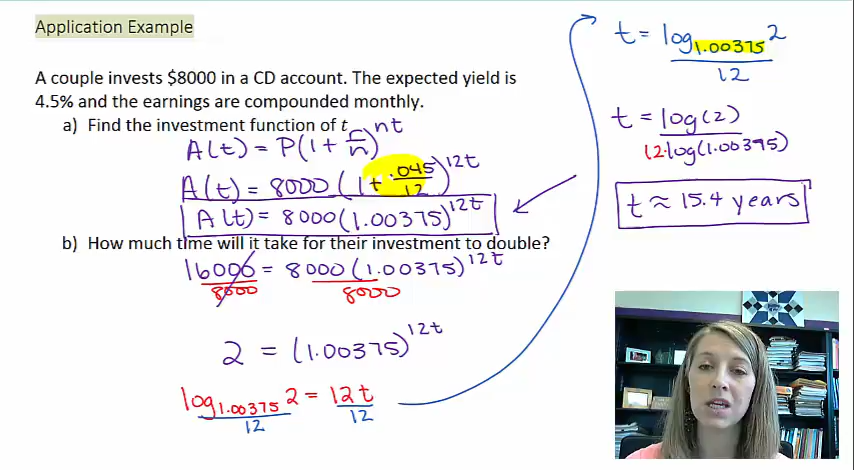 Application Example
A couple invests $8000 in a CD account. The expected yield is
4.5% and the earnings are compounded monthly.
a) Find the investment function of t
A(t) = P(1 + r/n)^nt
A(t) = 8000(1 + .045/12)^12t
A(t) = 8000(1.00375)^12t
b) How much time will it take for their investment to double?
16000/8000 = 8000(1.00375)^12t/8000
2 = (1.00375)^12t
log_1.00375 2/12 = 12t/12
t = log_1.00375 2/12
t = log(2)/12·log(1.00375)
t ≈ 15.4 years